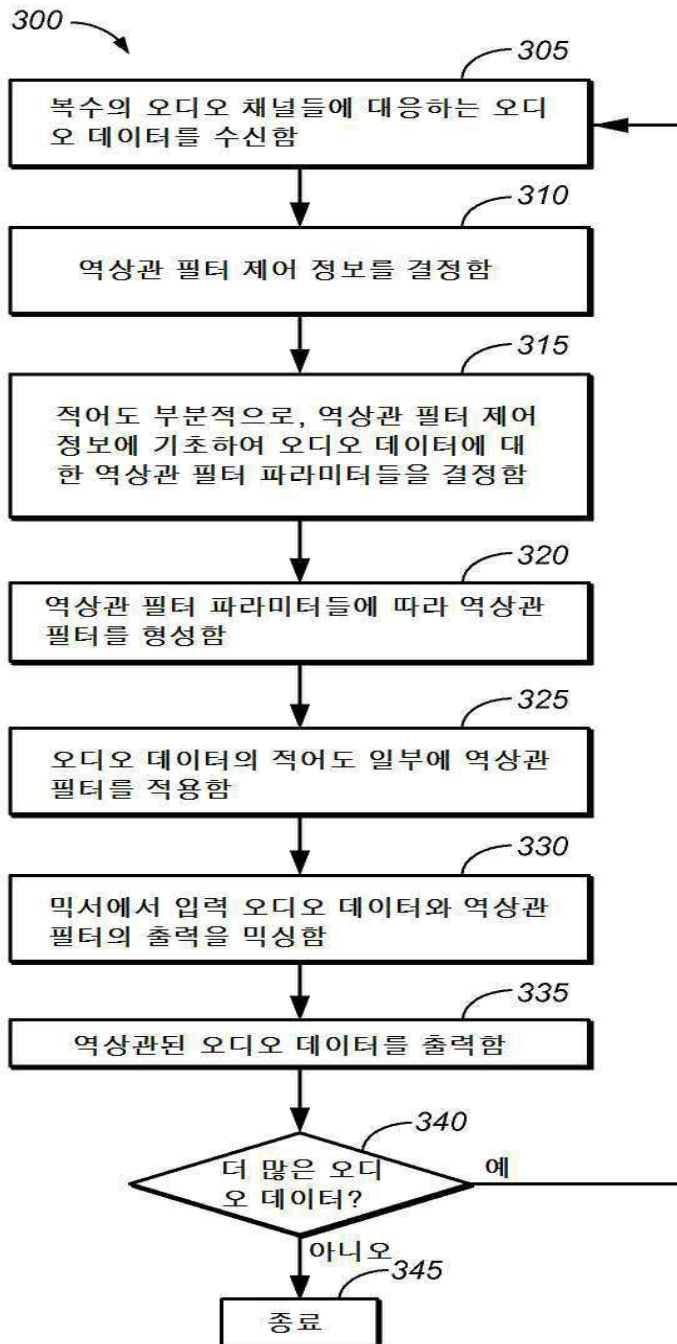 300
305
복수의 오디오 채널들에 대응하는 오디
오 데이터를 수신함
310
역상관 필터 제어 정보를 결정함
315
적어도 부분적으로, 역상관 필터 제어
정보에 기초하여 오디오 데이터에 대
한 역상관 필터 파라미터들을 결정함
320
역상관 필터 파라미터들에 따라 역상관
필터를 형성함
325
오디오 데이터의 적어도 일부에 역상관
필터를 적용함
330
믹서에서 입력 오디오 데이터와 역상관
필터의 출력을 믹싱함
335
역상관된 오디오 데이터를 출력함
340
더 많은 오디
오 데이터?
예
아니오
345
종료